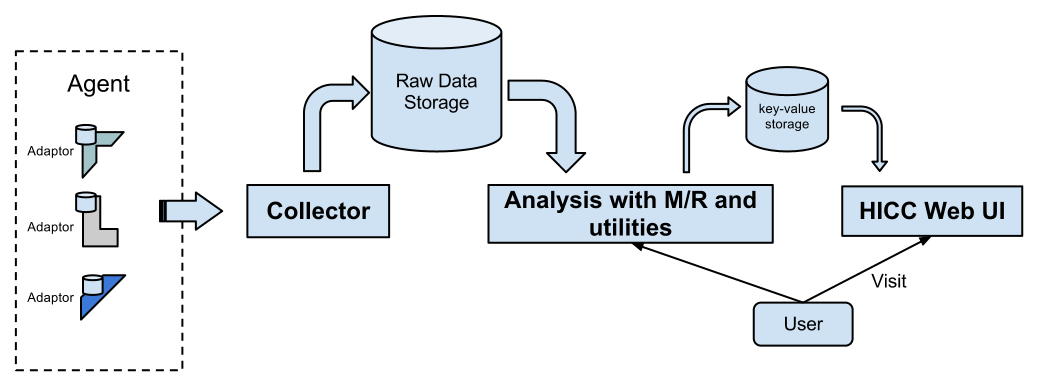 Agent
Adaptor
Adaptor
Adaptor
Collector
Raw Data
Storage
Analysis with M/R and
utilities
key-value
storage
HICC Web UI
Visit
User